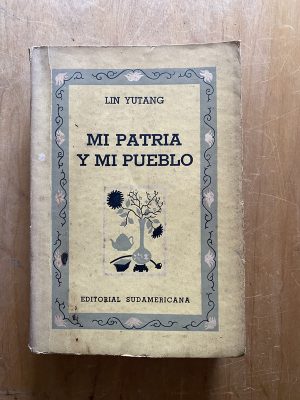 LIN YUTANG
MI PATRIA
Y MI PUEBLO
EDITORIAL SUDAMERICANA